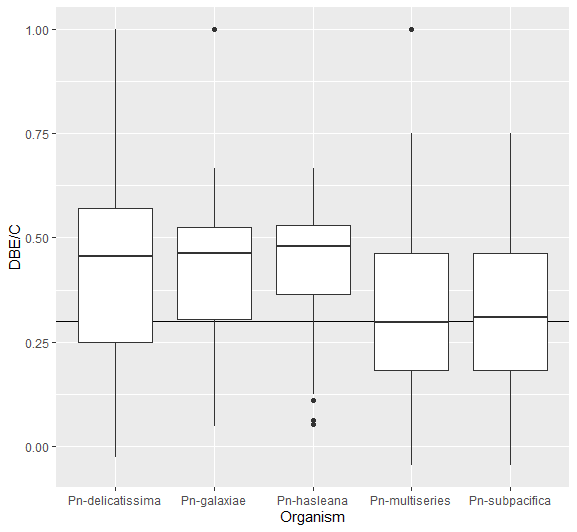 1.00
0.75
0.50
0.25
0.00
DBE/C
Pn-delicatissima Pn-galaxiae Pn-hasleana Pn-multiseries Pn-subpacifica
Organism